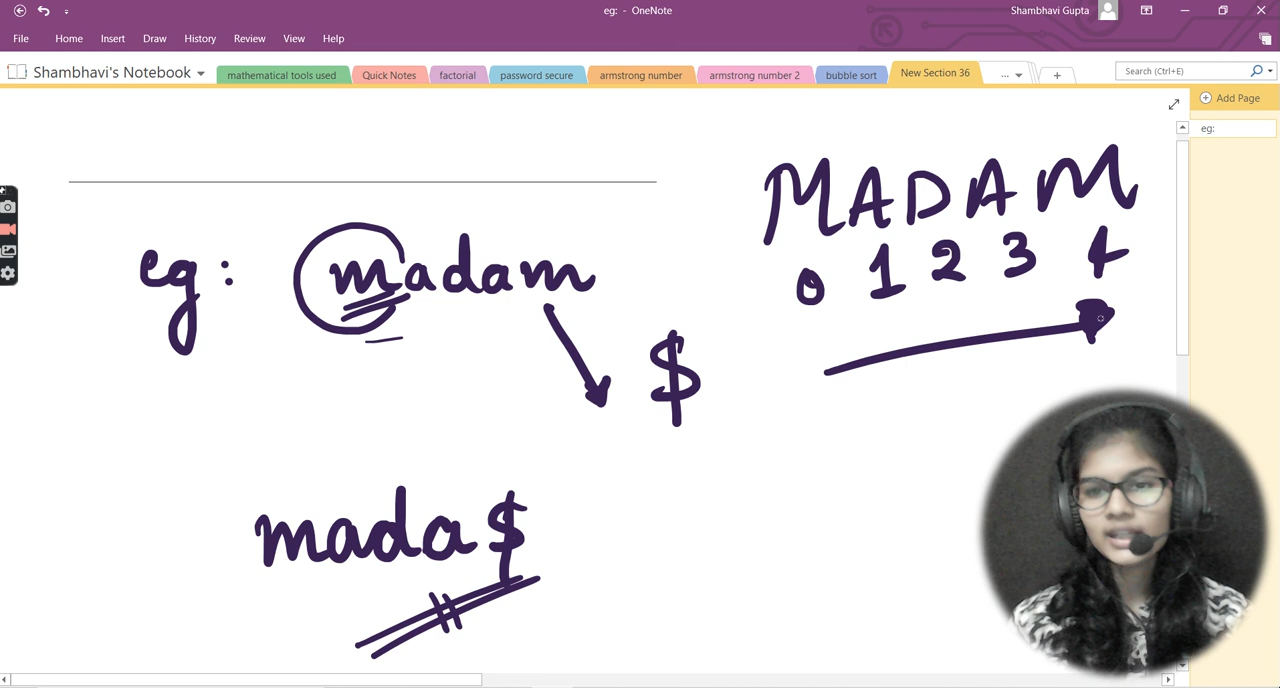 eg: - OneNote
Shambhavi Gupta
File Home Insert Draw History Review View Help
Shambhavi's Notebook
mathematical tools used
Quick Notes
factorial
password secure
armstrong number
armstrong number 2
bubble sort
New Section 36
...
+
Search (Ctrl+E)
Add Page
eg:
MADAM
0 1 2 3 4
eg: madam
$
mada$